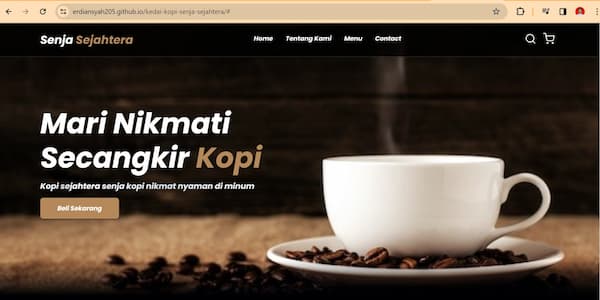 erdiansyah205.github.io/kedai-kopi-senja-sejahtera/#
Senja Sejahtera
Home Tentang Kami Menu Contact
Mari Nikmati
Secangkir Kopi
Kopi sejahtera senja kopi nikmat nyaman di minum
Beli Sekarang